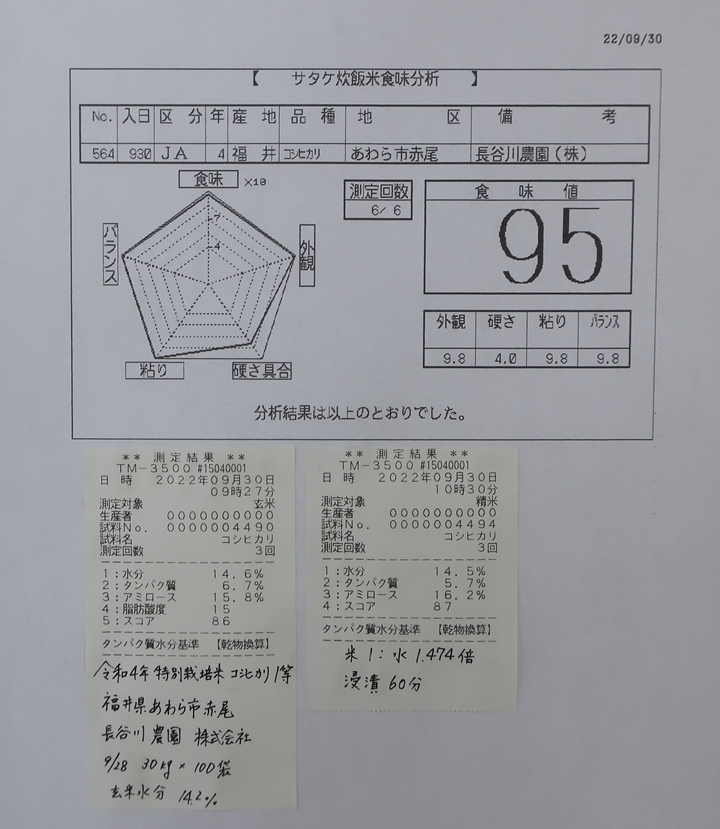 22/09/30
【 サタケ炊飯米食味分析 】
No. 入日 区 分 年 産 地 品 種 地 区 備 考
564 930 JA 4 福 井 コシヒカリ あわら市赤尾 長谷川農園(株)
食味 ×10
7
4
バランス
外観
粘り
硬さ具合
測定回数
6/ 6
食 味 値
95
外観 硬さ 粘り バランス
9.8 4.0 9.8 9.8
分析結果は以上のとおりでした。
** 測 定 結 果 **
TM-3500 #15040001
日 時 2022年09月30日
09時27分
測定対象 玄米
生産者 0000000000
試料No. 0000004490
試料名 コシヒカリ
測定回数 3回
1:水分 14.6%
2:タンパク質 6.7%
3:アミロース 15.8%
4:脂肪酸度 15
5:スコア 86
タンパク質水分基準 【乾物換算】
令和4年 特別栽培米 コシヒカリ 1等
福井県あわら市赤尾
長谷川 農園 株式会社
9/28 30kg × 100袋
玄米水分 14.2%
** 測 定 結 果 **
TM-3500 #15040001
日 時 2022年09月30日
10時30分
測定対象 精米
生産者 0000000000
試料No. 0000004494
試料名 コシヒカリ
測定回数 3回
1:水分 14.5%
2:タンパク質 5.7%
3:アミロース 16.2%
4:スコア 87
タンパク質水分基準 【乾物換算】
米 1: 水 1.474倍
浸漬 60分